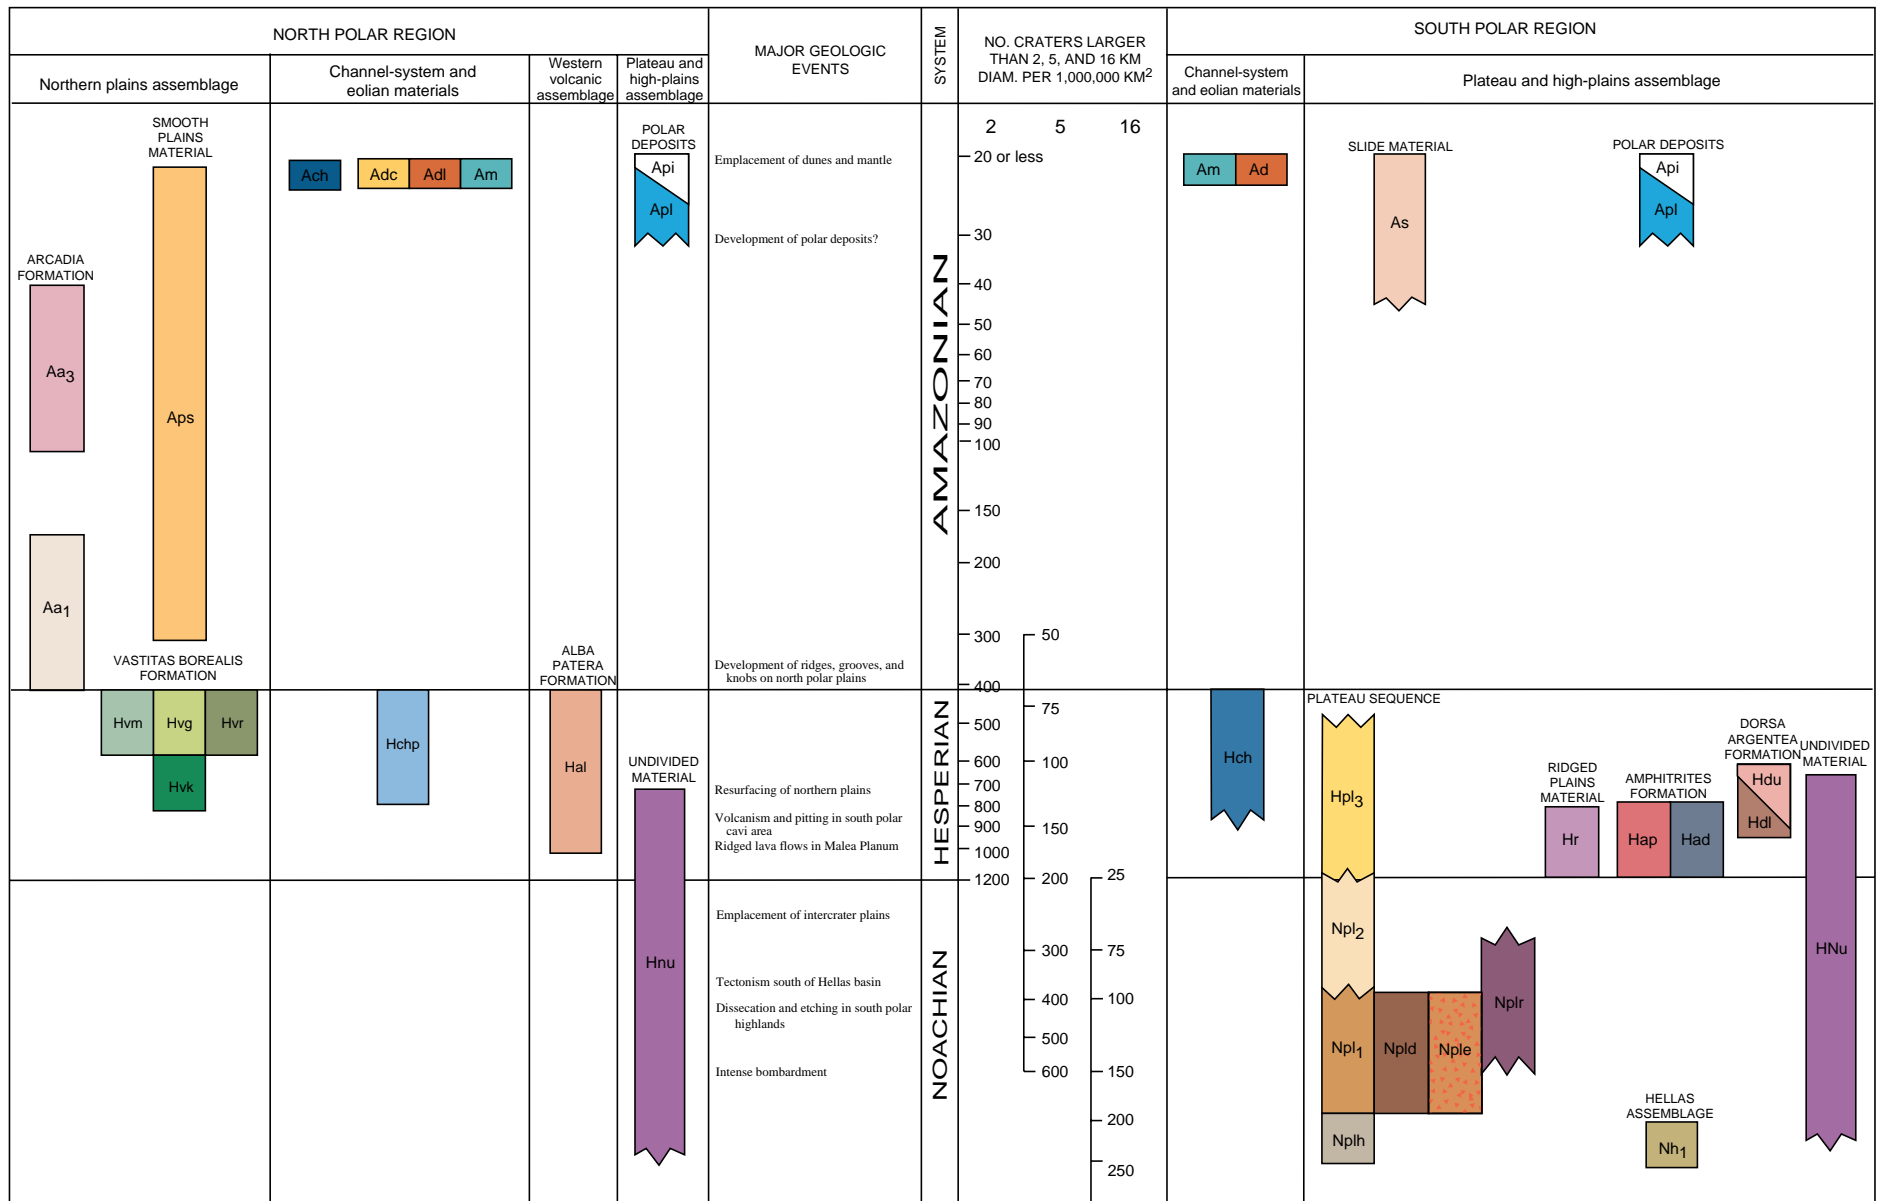 NORTH POLAR REGION
Northern plains assemblage
Channel-system and
eolian materials
Western
volcanic
assemblage
Plateau and
high-plains
assemblage
MAJOR GEOLOGIC
EVENTS
SYSTEM
NO. CRATERS LARGER
THAN 2, 5, AND 16 KM
DIAM. PER 1,000,000 KM2
SOUTH POLAR REGION
Channel-system
and eolian materials
Plateau and high-plains assemblage
SMOOTH
PLAINS
MATERIAL
Aps
ARCADIA
FORMATION
Aa3
Aa1
VASTITAS BOREALIS
FORMATION
Hvm
Hvg
Hvr
Hvk
Ach
Adc
Adl
Am
Hchp
ALBA
PATERA
FORMATION
Hal
POLAR
DEPOSITS
Api
Apl
UNDIVIDED
MATERIAL
Hnu
Emplacement of dunes and mantle
Development of polar deposits?
Development of ridges, grooves, and
knobs on north polar plains
Resurfacing of northern plains
Volcanism and pitting in south polar
cavi area
Ridged lava flows in Malea Planum
Emplacement of intercrater plains
Tectonism south of Hellas basin
Dissecation and etching in south polar
highlands
Intense bombardment
AMAZONIAN
HESPERIAN
NOACHIAN
2
5
16
20 or less
30
40
50
60
70
80
90
100
150
200
300
400
500
600
700
800
900
1000
1200
50
75
100
150
200
300
400
500
600
25
75
100
150
200
250
Am
Ad
Hch
SLIDE MATERIAL
As
POLAR DEPOSITS
Api
Apl
PLATEAU SEQUENCE
Hpl3
Npl2
Npl1
Npld
Nple
Nplr
Nplh
RIDGED
PLAINS
MATERIAL
Hr
AMPHITRITES
FORMATION
Hap
Had
DORSA
ARGENTEA
FORMATION
Hdu
Hdl
UNDIVIDED
MATERIAL
HNu
HELLAS
ASSEMBLAGE
Nh1